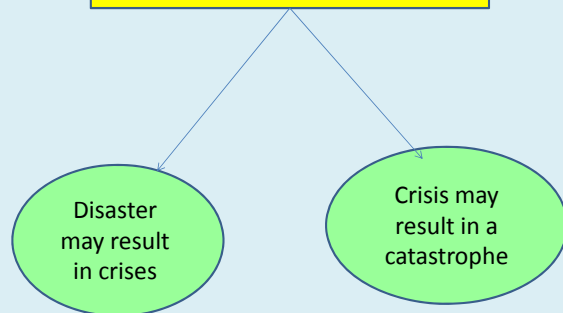 Disaster
may result
in crises
Crisis may
result in a
catastrophe